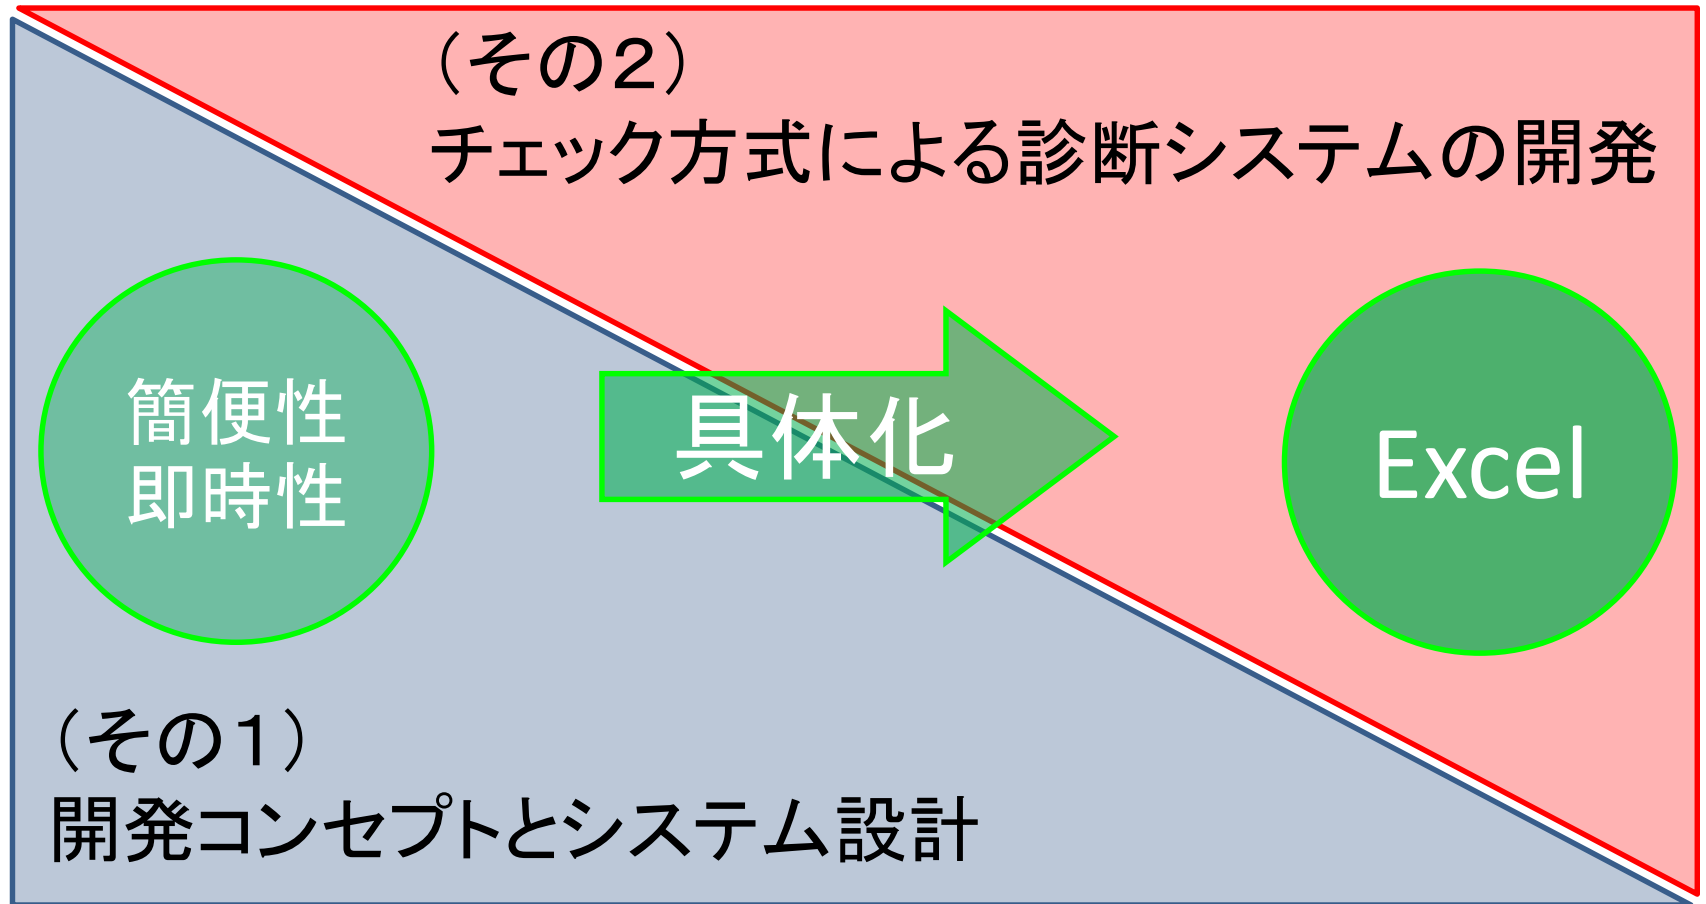 （その２）
チェック方式による診断システムの開発
簡便性
即時性
具体化
Excel
（その１）
開発コンセプトとシステム設計